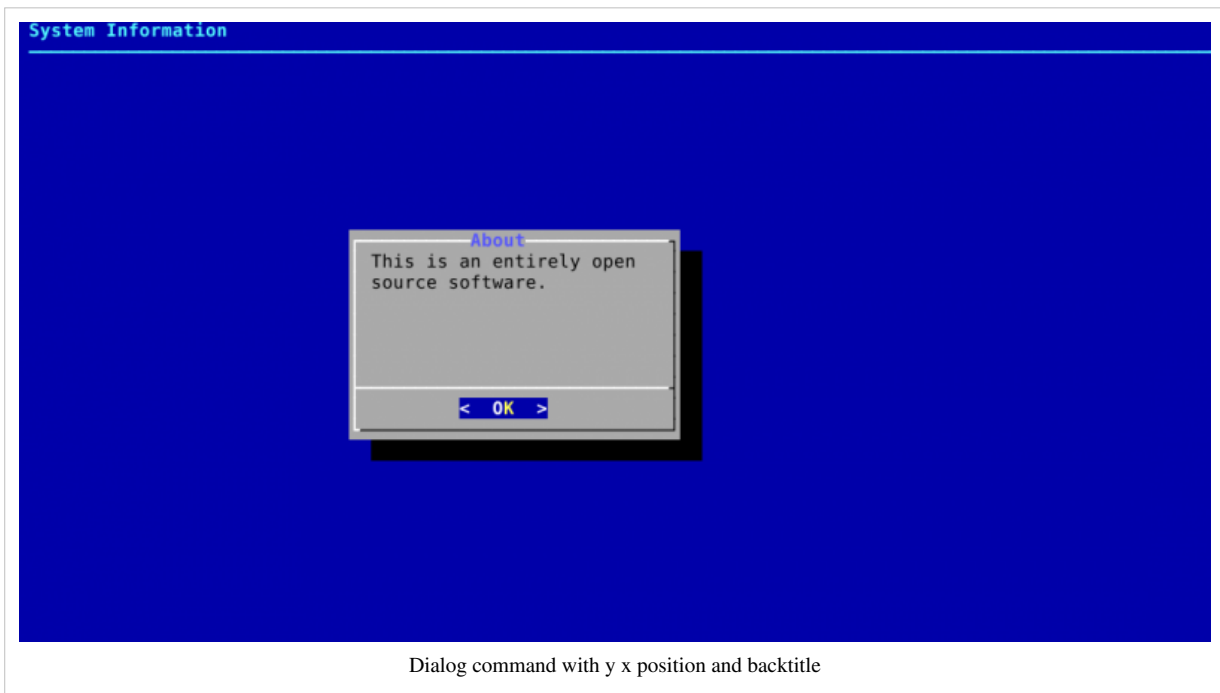 System Information
About
This is an entirely open
source software.
< OK >
Dialog command with y x position and backtitle